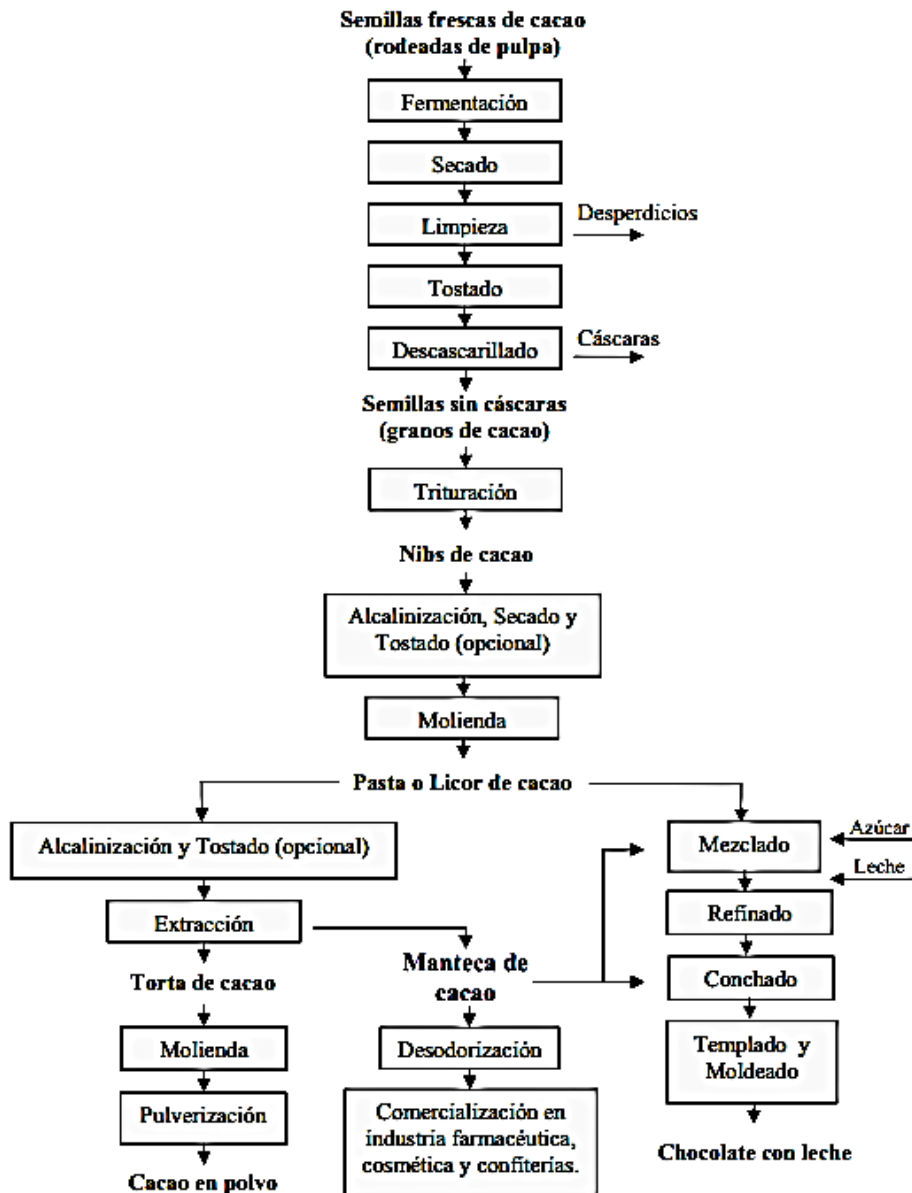 Semillas frescas de cacao
(rodeadas de pulpa)
Fermentación
Secado
Limpieza
Desperdicios
Tostado
Descascarillado
Cáscaras
Semillas sin cáscaras
(granos de cacao)
Trituración
Nibs de cacao
Alcalinización, Secado y
Tostado (opcional)
Molienda
Pasta o Licor de cacao
Alcalinización y Tostado (opcional)
Extracción
Torta de cacao
Molienda
Pulverización
Cacao en polvo
Manteca de
cacao
Desodorización
Comercialización en
industria farmacéutica,
cosmética y confiterías.
Mezclado
Azúcar
Leche
Refinado
Conchado
Templado y
Moldeado
Chocolate con leche